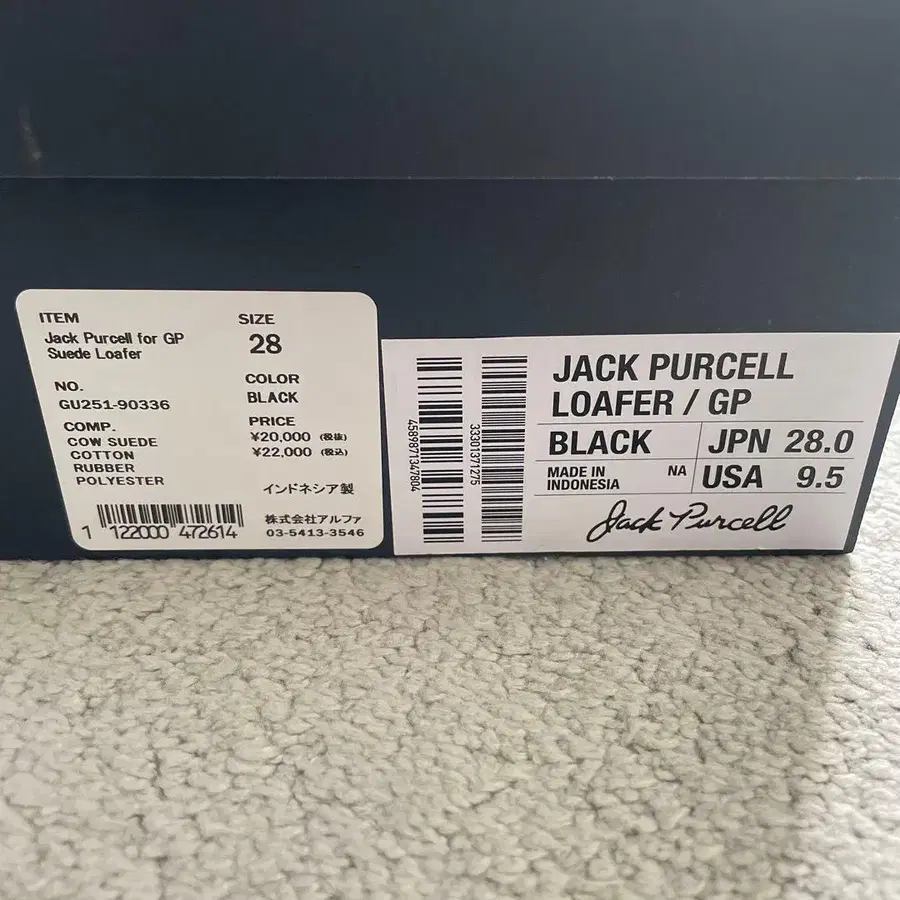 ITEM
Jack Purcell for GP
Suede Loafer
NO.
GU251-90336
COMP.
COW SUEDE
COTTON
RUBBER
POLYESTER
SIZE
28
COLOR
BLACK
PRICE
¥20,000 (税抜)
¥22,000 (税込)
インドネシア製
株式会社アルファ
03-5413-3546
1 122000 472614
4589871347804
33301371275
JACK PURCELL
LOAFER / GP
BLACK
JPN 28.0
MADE IN
INDONESIA
NA
USA 9.5
Jack Purcell